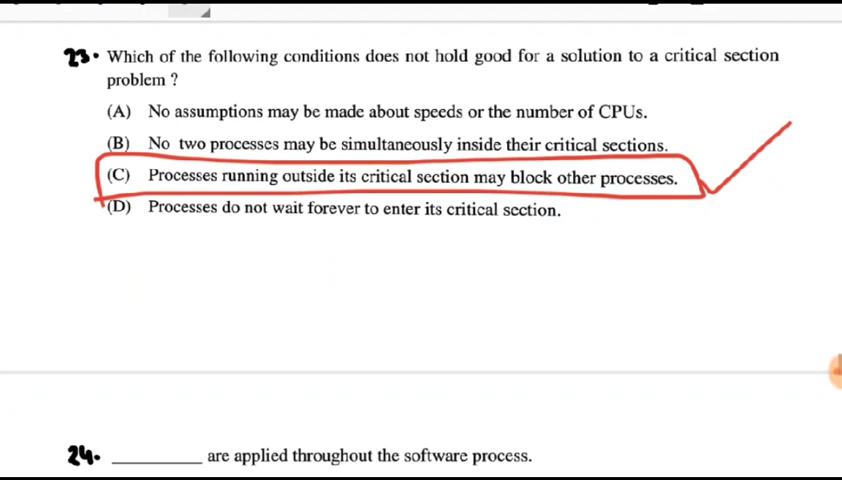 23. Which of the following conditions does not hold good for a solution to a critical section
problem ?
(A) No assumptions may be made about speeds or the number of CPUs.
(B) No two processes may be simultaneously inside their critical sections.
(C) Processes running outside its critical section may block other processes.
(D) Processes do not wait forever to enter its critical section.
24. __________ are applied throughout the software process.